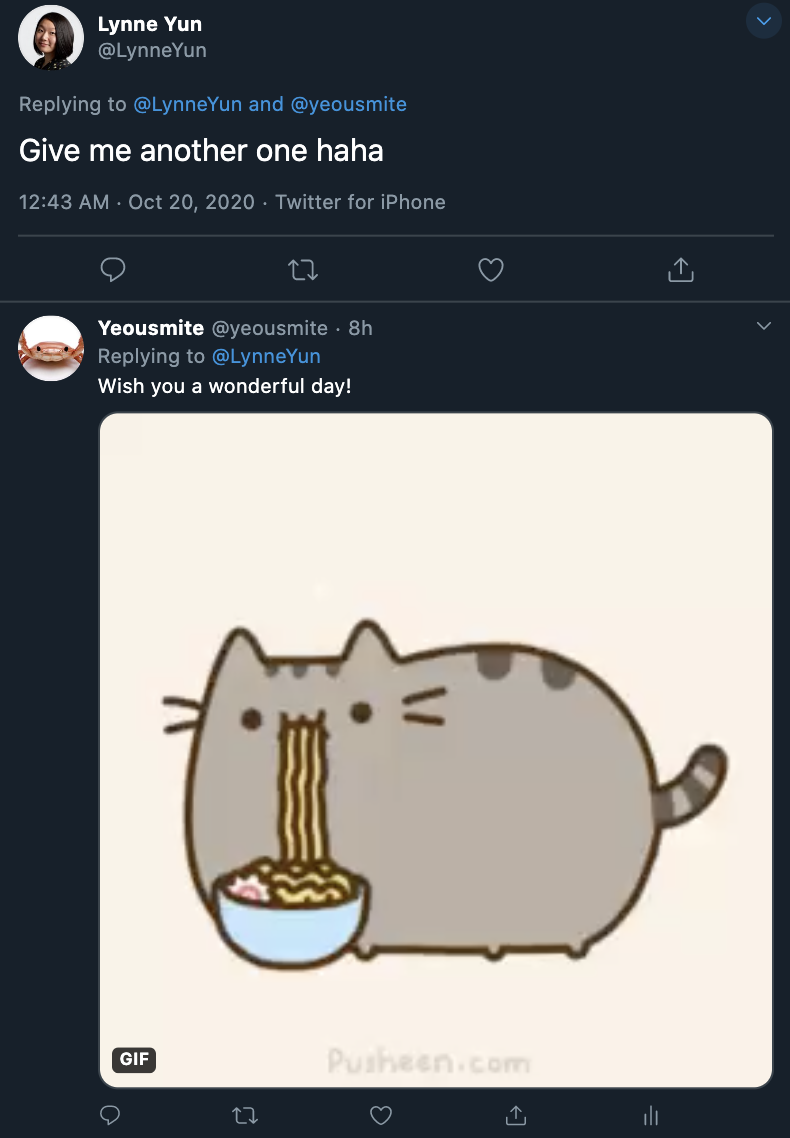 Lynne Yun
@LynneYun
Replying to @LynneYun and @yeousmite
Give me another one haha
12:43 AM · Oct 20, 2020 · Twitter for iPhone
Yeousmite @yeousmite · 8h
Replying to @LynneYun
Wish you a wonderful day!
GIF
Pusheen.com